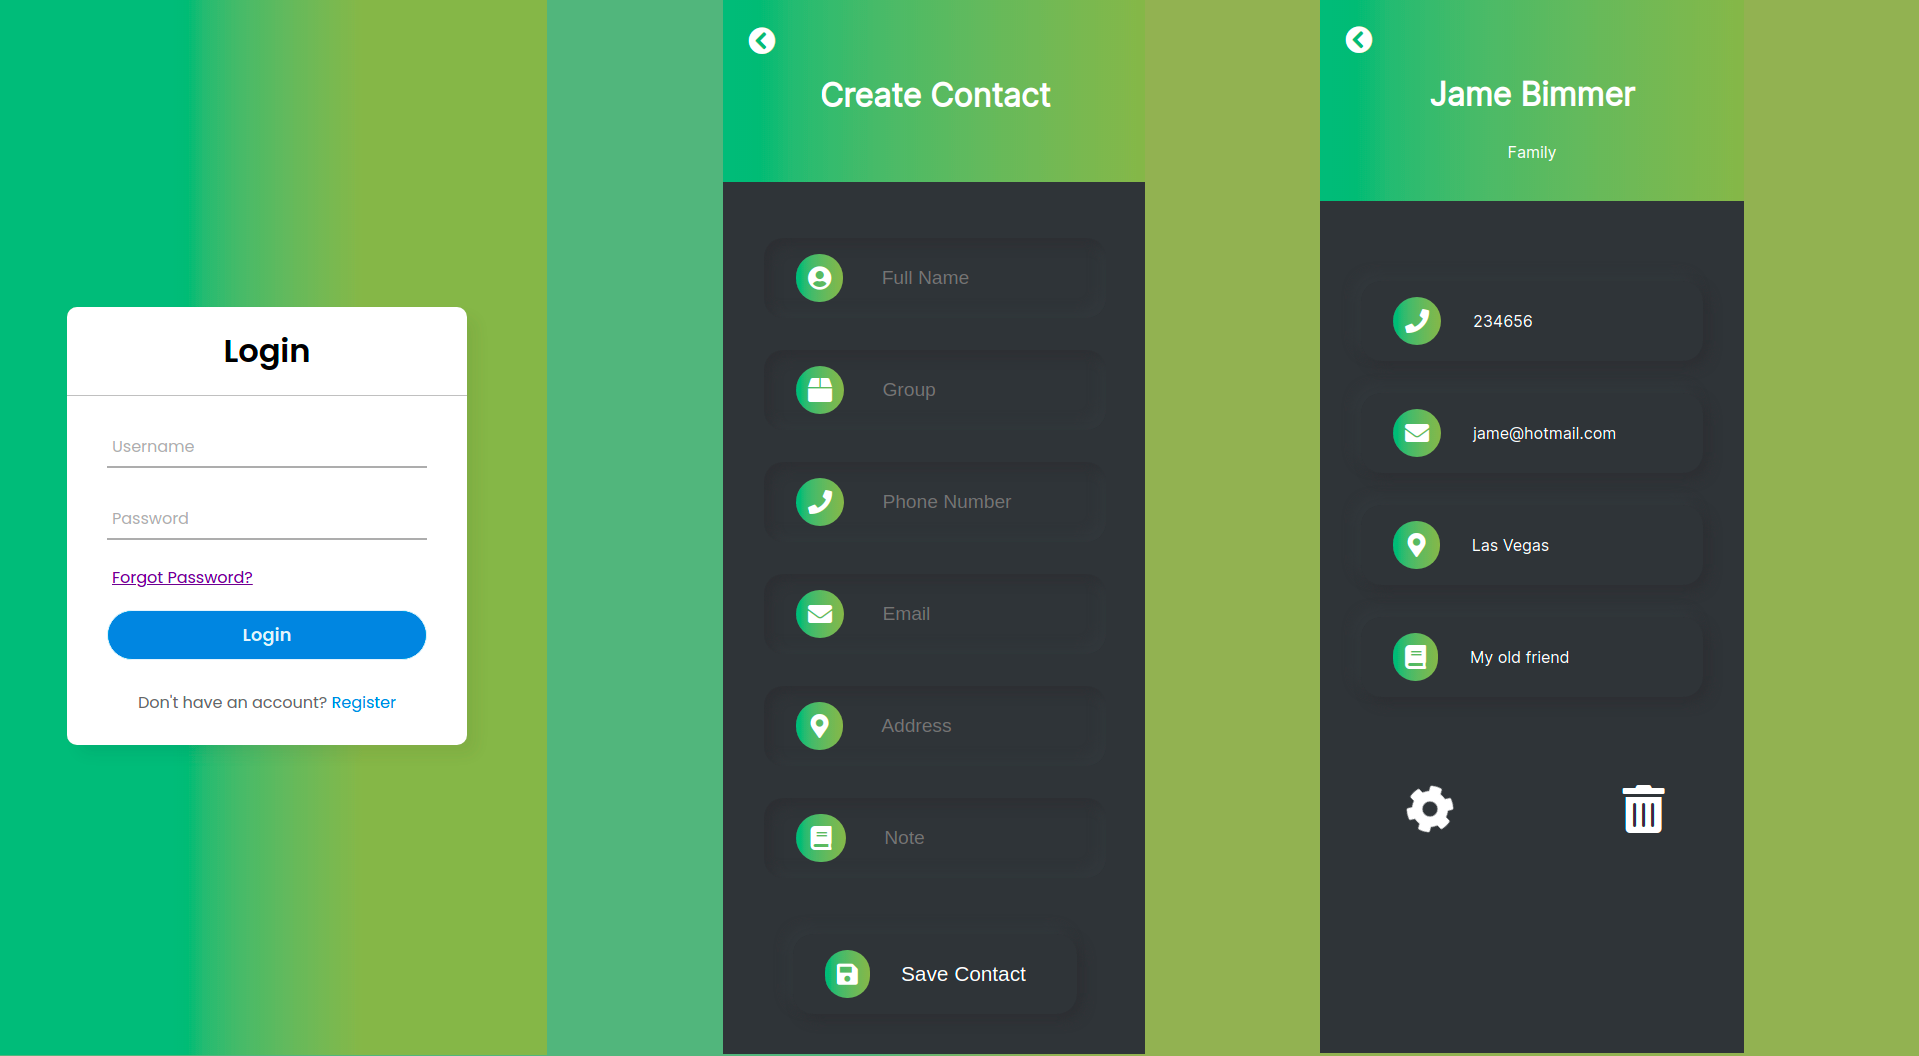 Login
Username
Password
Forgot Password?
Login
Don't have an account? Register
Create Contact
Full Name
Group
Phone Number
Email
Address
Note
Save Contact
Jame Bimmer
Family
234656
jame@hotmail.com
Las Vegas
My old friend